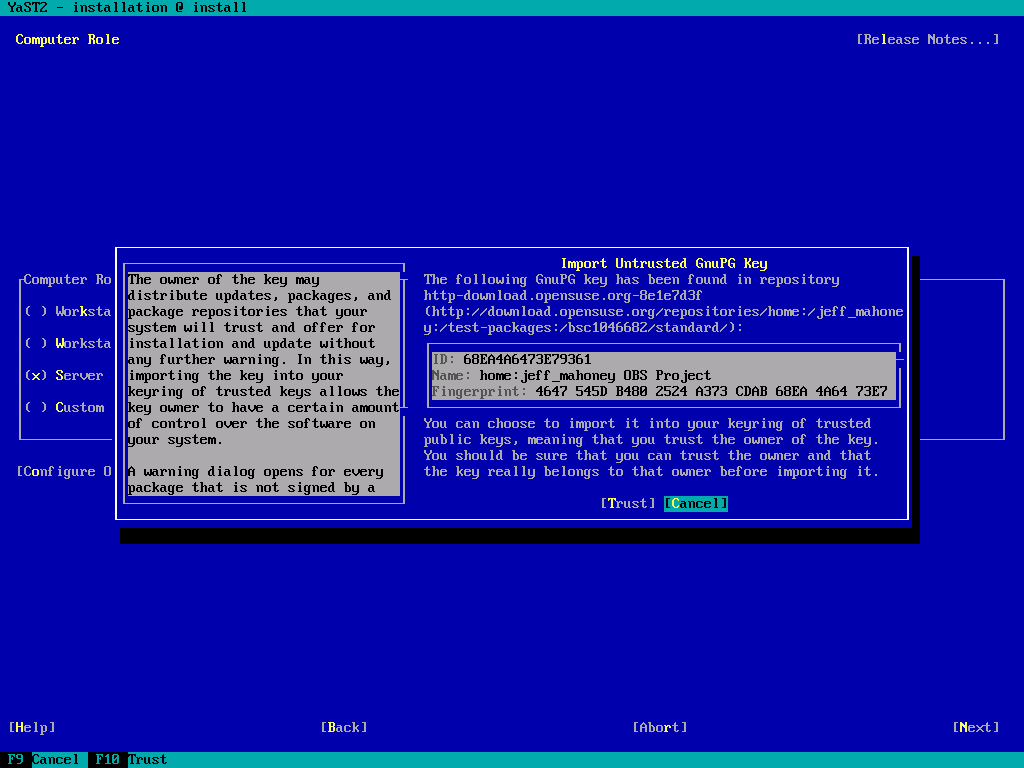 YaST2 - installation @ install
Computer Role
[Release Notes...]
Computer Ro
( ) Worksta
( ) Worksta
(x) Server
( ) Custom
[Configure O
The owner of the key may
distribute updates, packages, and
package repositories that your
system will trust and offer for
installation and update without
any further warning. In this way,
importing the key into your
keyring of trusted keys allows the
key owner to have a certain amount
of control over the software on
your system.
A warning dialog opens for every
package that is not signed by a
Import Untrusted GnuPG Key
The following GnuPG key has been found in repository
http-download.opensuse.org-8e1e7d3f
(http://download.opensuse.org/repositories/home:/jeff_mahone
y:/test-packages:/bsc1046682/standard/):
ID: 68EA4A6473E79361
Name: home:jeff_mahoney OBS Project
Fingerprint: 4647 545D B480 2524 A373 CDAB 68EA 4A64 73E7
You can choose to import it into your keyring of trusted
public keys, meaning that you trust the owner of the key.
You should be sure that you can trust the owner and that
the key really belongs to that owner before importing it.
[Trust] [Cancel]
[Help] [Back] [Abort] [Next]
F9 Cancel F10 Trust